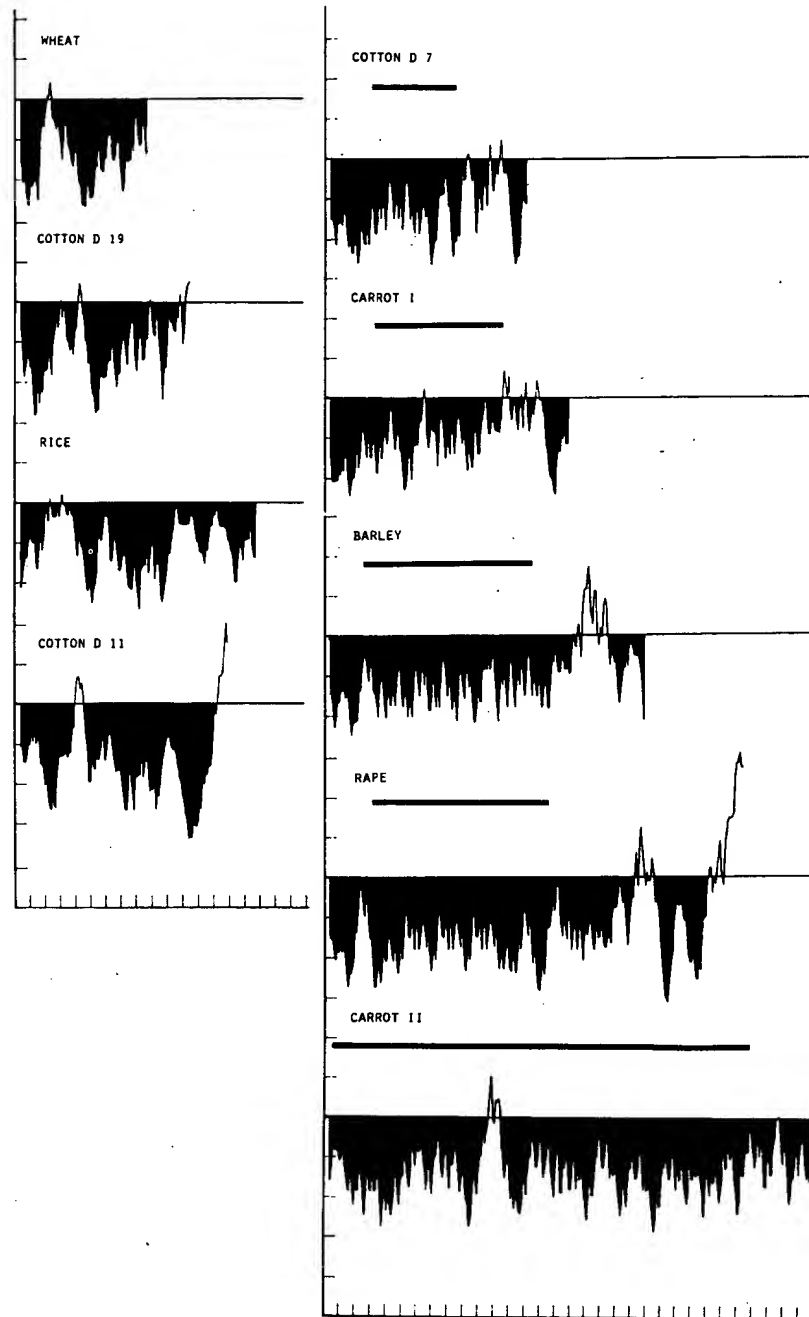 WHEAT
COTTON D 19
RICE
COTTON D 11
COTTON D 7
CARROT I
BARLEY
RAPE
CARROT II